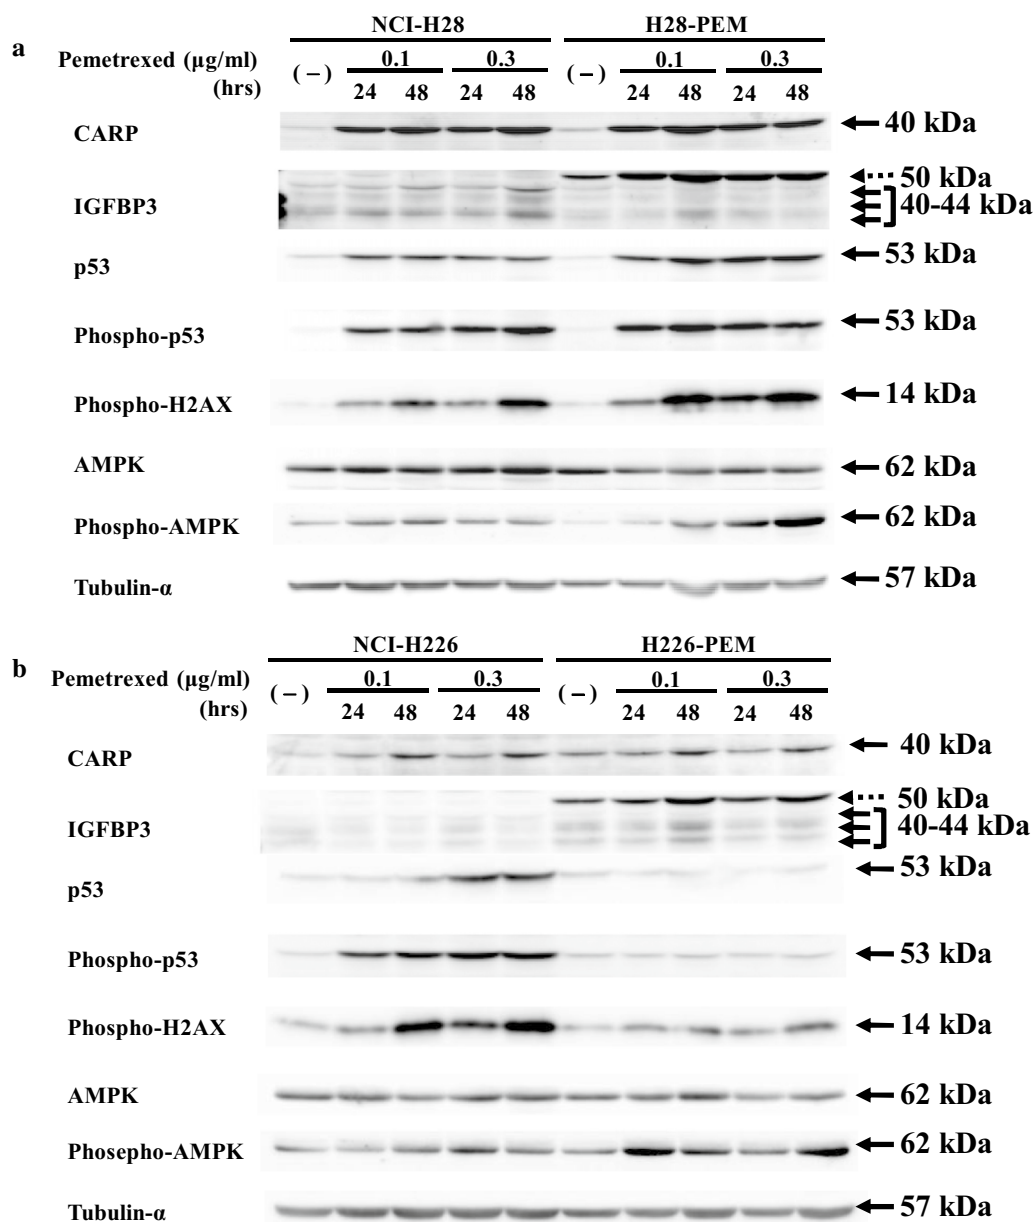 NCI-H28 H28-PEM
a
Pemetrexed (µg/ml) (−) 0.1 0.3 (−) 0.1 0.3
(hrs) 24 48 24 48 24 48 24 48
CARP 40 kDa
50 kDa
IGFBP3 40-44 kDa
p53 53 kDa
Phospho-p53 53 kDa
Phospho-H2AX 14 kDa
AMPK 62 kDa
Phospho-AMPK 62 kDa
Tubulin-α 57 kDa
NCI-H226 H226-PEM
b
Pemetrexed (µg/ml) (−) 0.1 0.3 (−) 0.1 0.3
(hrs) 24 48 24 48 24 48 24 48
CARP 40 kDa
50 kDa
IGFBP3 40-44 kDa
p53 53 kDa
Phospho-p53 53 kDa
Phospho-H2AX 14 kDa
AMPK 62 kDa
Phosepho-AMPK 62 kDa
Tubulin-α 57 kDa